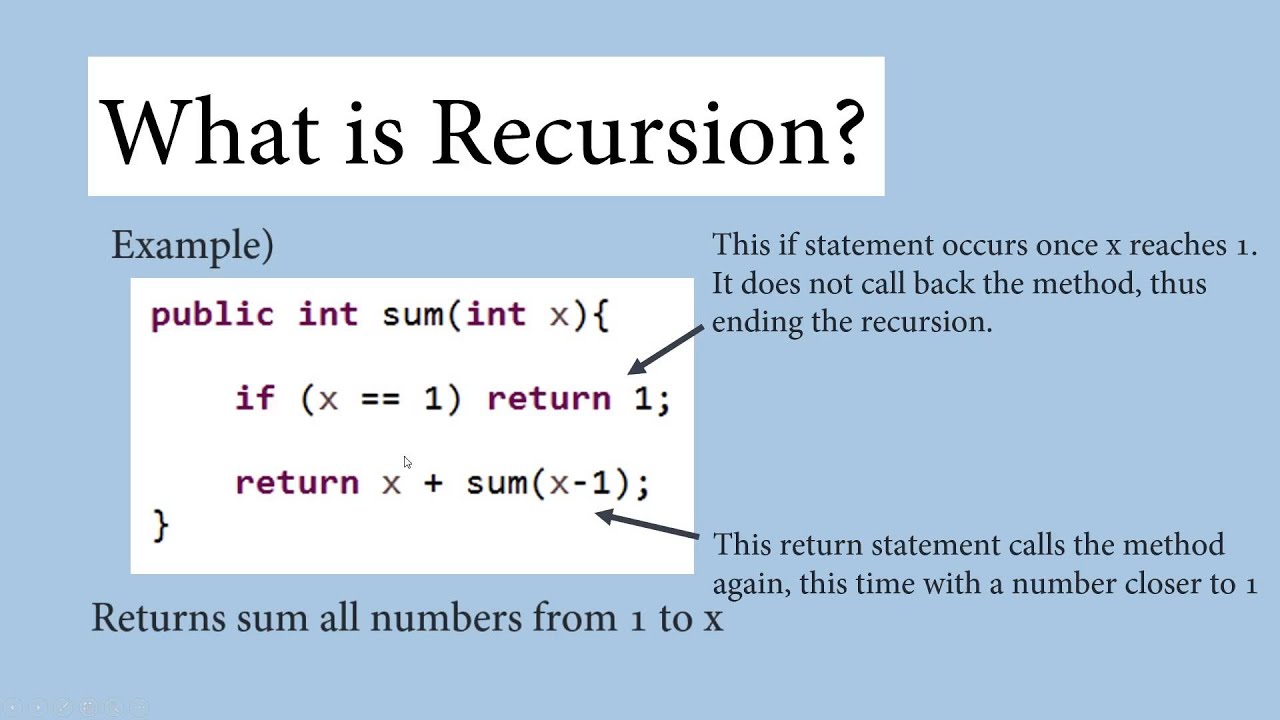 What is Recursion?
Example)
This if statement occurs once x reaches 1.
It does not call back the method, thus
ending the recursion.
public int sum(int x){
if (x == 1) return 1;
return x + sum(x-1);
}
This return statement calls the method
again, this time with a number closer to 1
Returns sum all numbers from 1 to x